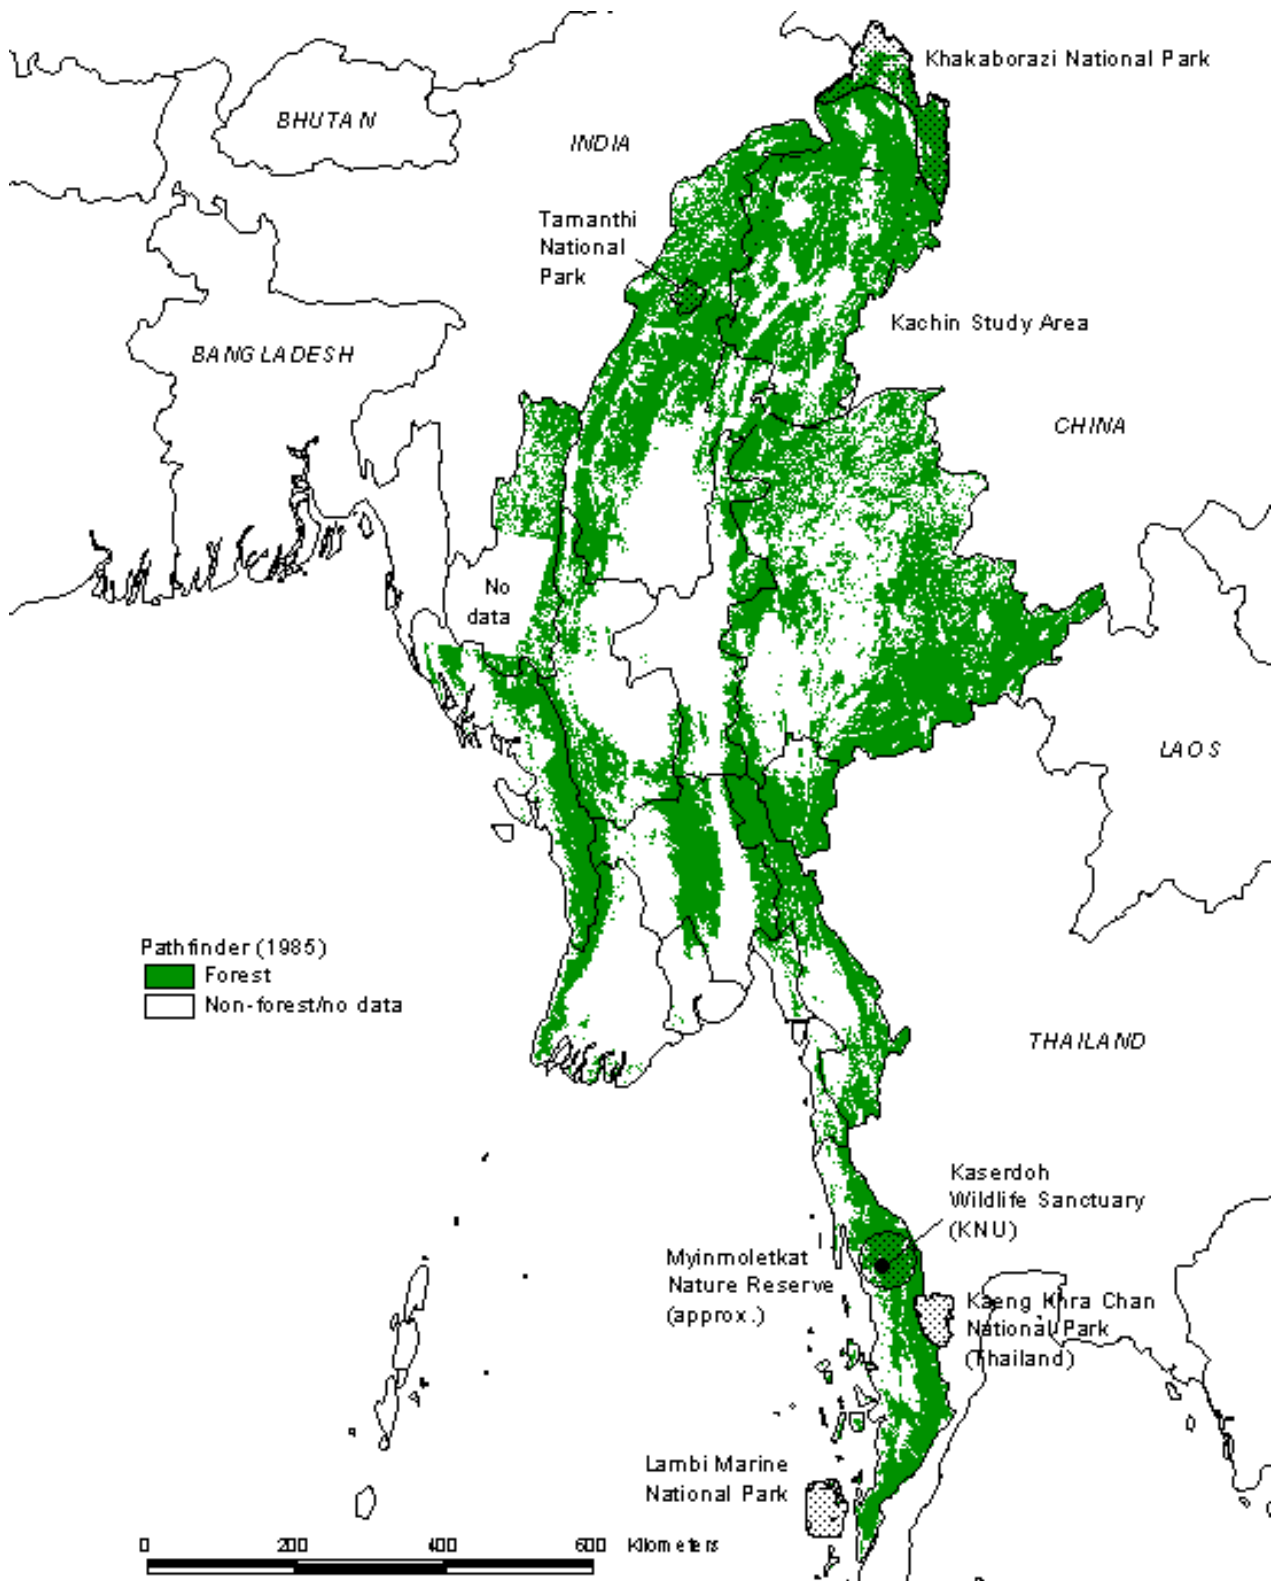 Khakaborazi National Park
BHUTAN
INDIA
Tamanthi
National
Park
Kachin Study Area
BANGLADESH
CHINA
No
data
LAOS
Pathfinder (1985)
Forest
Non-forest/no data
THAILAND
Kaserdoh
Wildlife Sanctuary
(KNU)
Myinmoletkat
Nature Reserve
(approx.)
Kaeng Khra Chan
National Park
(Thailand)
Lambi Marine
National Park
0 200 400 600 Kilometers